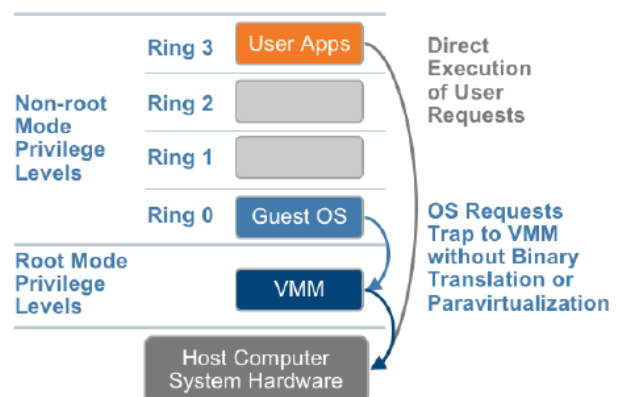 Ring 3
User Apps
Direct
Execution
of User
Requests
Non-root
Mode
Privilege
Levels
Ring 2
Ring 1
Ring 0
Guest OS
OS Requests
Trap to VMM
without Binary
Translation or
Paravirtualization
Root Mode
Privilege
Levels
VMM
Host Computer
System Hardware